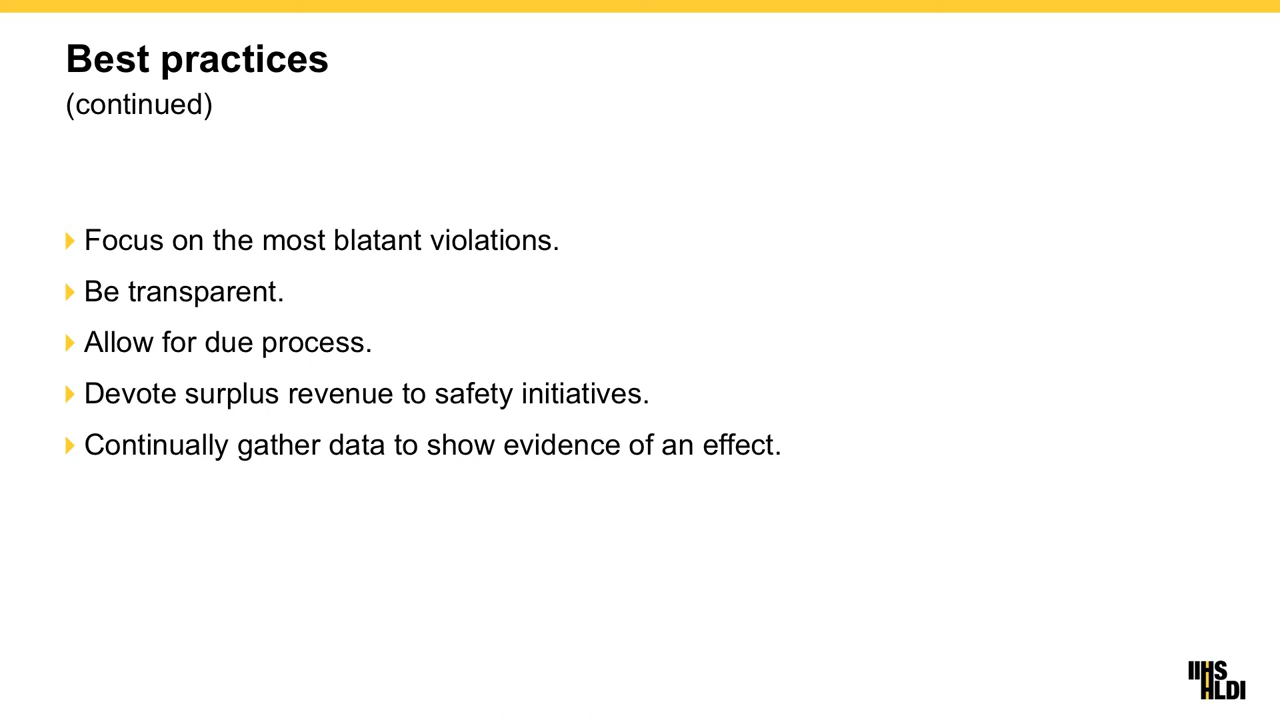 Best practices
(continued)
Focus on the most blatant violations.
Be transparent.
Allow for due process.
Devote surplus revenue to safety initiatives.
Continually gather data to show evidence of an effect.
IIHS
HLDI